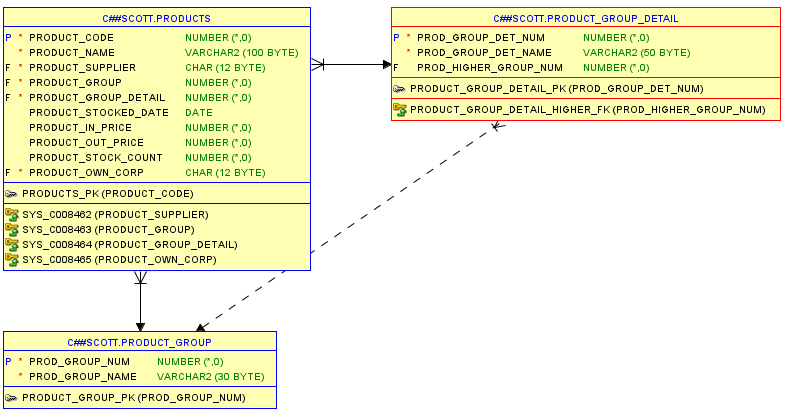 C##SCOTT.PRODUCTS
P * PRODUCT_CODE NUMBER (*,0)
* PRODUCT_NAME VARCHAR2 (100 BYTE)
F * PRODUCT_SUPPLIER CHAR (12 BYTE)
F * PRODUCT_GROUP NUMBER (*,0)
F * PRODUCT_GROUP_DETAIL NUMBER (*,0)
PRODUCT_STOCKED_DATE DATE
PRODUCT_IN_PRICE NUMBER (*,0)
PRODUCT_OUT_PRICE NUMBER (*,0)
PRODUCT_STOCK_COUNT NUMBER (*,0)
F * PRODUCT_OWN_CORP CHAR (12 BYTE)
PRODUCTS_PK (PRODUCT_CODE)
SYS_C008462 (PRODUCT_SUPPLIER)
SYS_C008463 (PRODUCT_GROUP)
SYS_C008464 (PRODUCT_GROUP_DETAIL)
SYS_C008465 (PRODUCT_OWN_CORP)
C##SCOTT.PRODUCT_GROUP_DETAIL
P * PROD_GROUP_DET_NUM NUMBER (*,0)
* PROD_GROUP_DET_NAME VARCHAR2 (50 BYTE)
F PROD_HIGHER_GROUP_NUM NUMBER (*,0)
PRODUCT_GROUP_DETAIL_PK (PROD_GROUP_DET_NUM)
PRODUCT_GROUP_DETAIL_HIGHER_FK (PROD_HIGHER_GROUP_NUM)
C##SCOTT.PRODUCT_GROUP
P * PROD_GROUP_NUM NUMBER (*,0)
* PROD_GROUP_NAME VARCHAR2 (30 BYTE)
PRODUCT_GROUP_PK (PROD_GROUP_NUM)